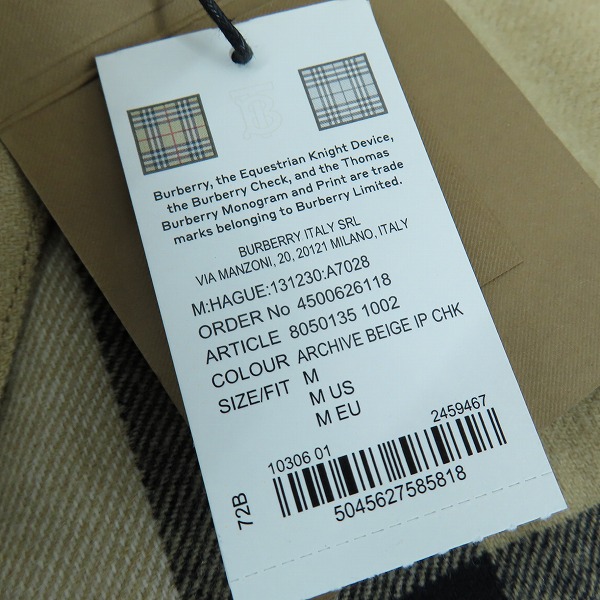 Burberry, the Equestrian Knight Device,
the Burberry Check, and the Thomas
Burberry Monogram and Print are trade
marks belonging to Burberry Limited.
BURBERRY ITALY SRL
VIA MANZONI, 20, 20121 MILANO, ITALY
M:HAGUE:131230:A7028
ORDER No 4500626118
ARTICLE 8050135 1002
COLOUR ARCHIVE BEIGE IP CHK
SIZE/FIT M
M US
M EU
10306 01 2459467
72B
5045627585818